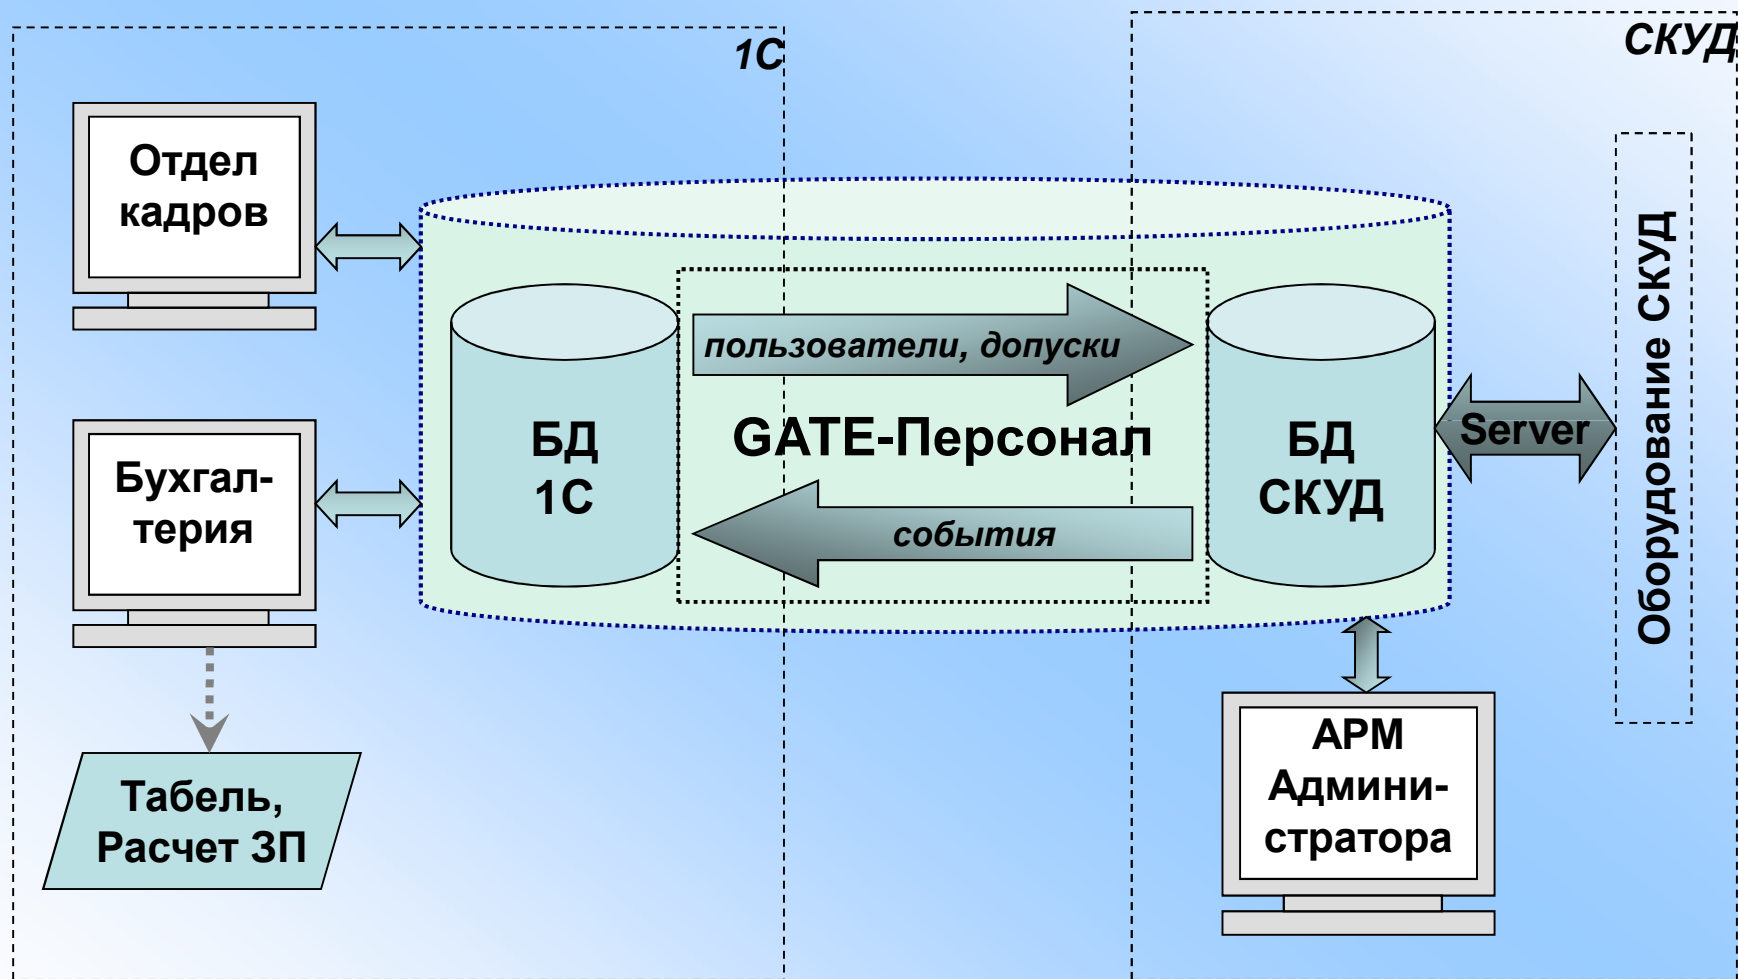 1С
СКУД
Отдел
кадров
Бухгал-
терия
Табель,
Расчет ЗП
БД
1С
пользователи, допуски
GATE-Персонал
события
БД
СКУД
Server
Оборудование СКУД
АРМ
Админи-
стратора